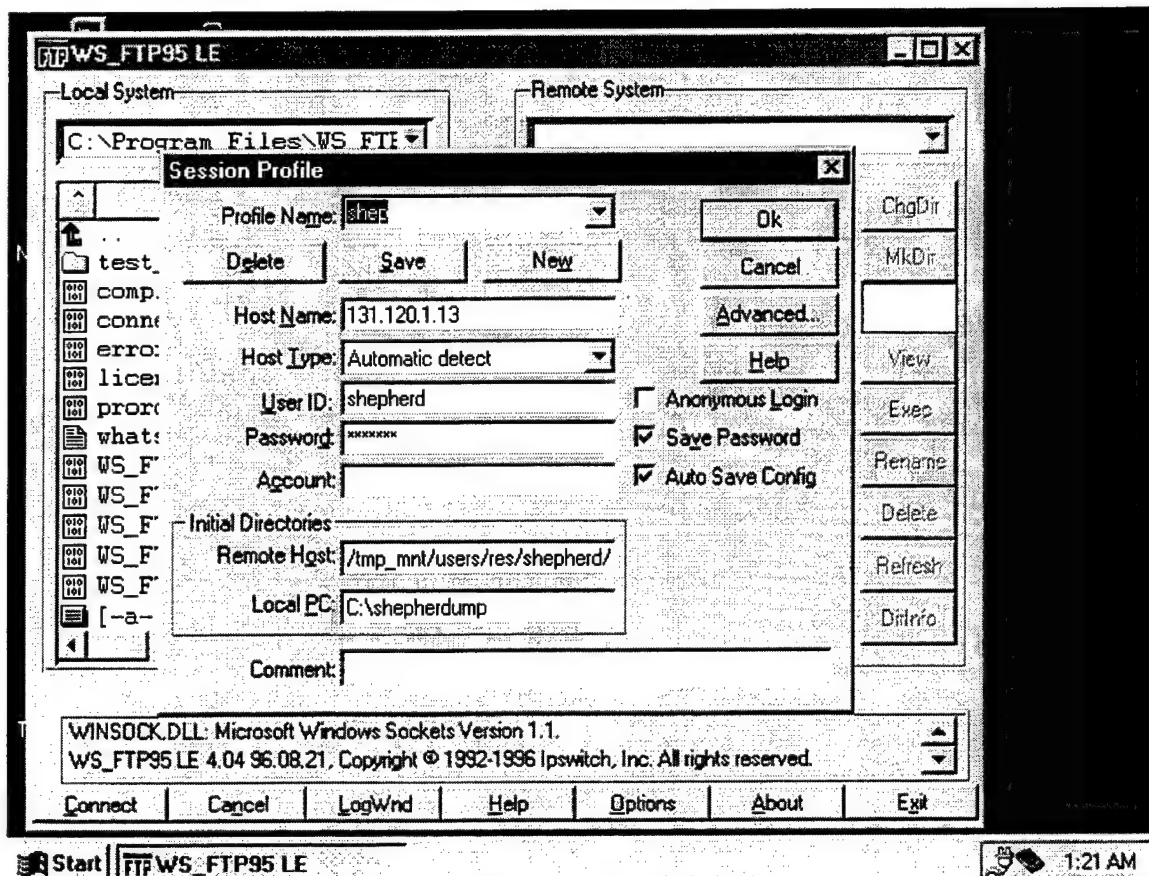 WS_FTP95 LE
Local System
Remote System
C:\Program Files\WS_FTP
Session Profile
Profile Name: shep
Ok
ChgDir
..
Delete Save New
Cancel
MkDir
test_
comp.
Host Name: 131.120.1.13
Advanced...
conne
Host Type: Automatic detect
Help
View
erro
licen
User ID: shepherd
Anonymous Login
Exec
proro
Password: *******
Save Password
whats
Account:
Auto Save Config
Rename
WS_F
WS_F
Initial Directories
Delete
WS_F
Remote Host: /tmp_mnt/users/res/shepherd/
Refresh
WS_F
WS_F
Local PC: C:\shepherdump
DirInfo
[-a-
Comment:
WINSOCK.DLL: Microsoft Windows Sockets Version 1.1.
WS_FTP95 LE 4.04 96.08.21, Copyright © 1992-1996 Ipswitch, Inc. All rights reserved.
Connect Cancel LogWnd Help Options About Exit
Start WS_FTP95 LE 1:21 AM